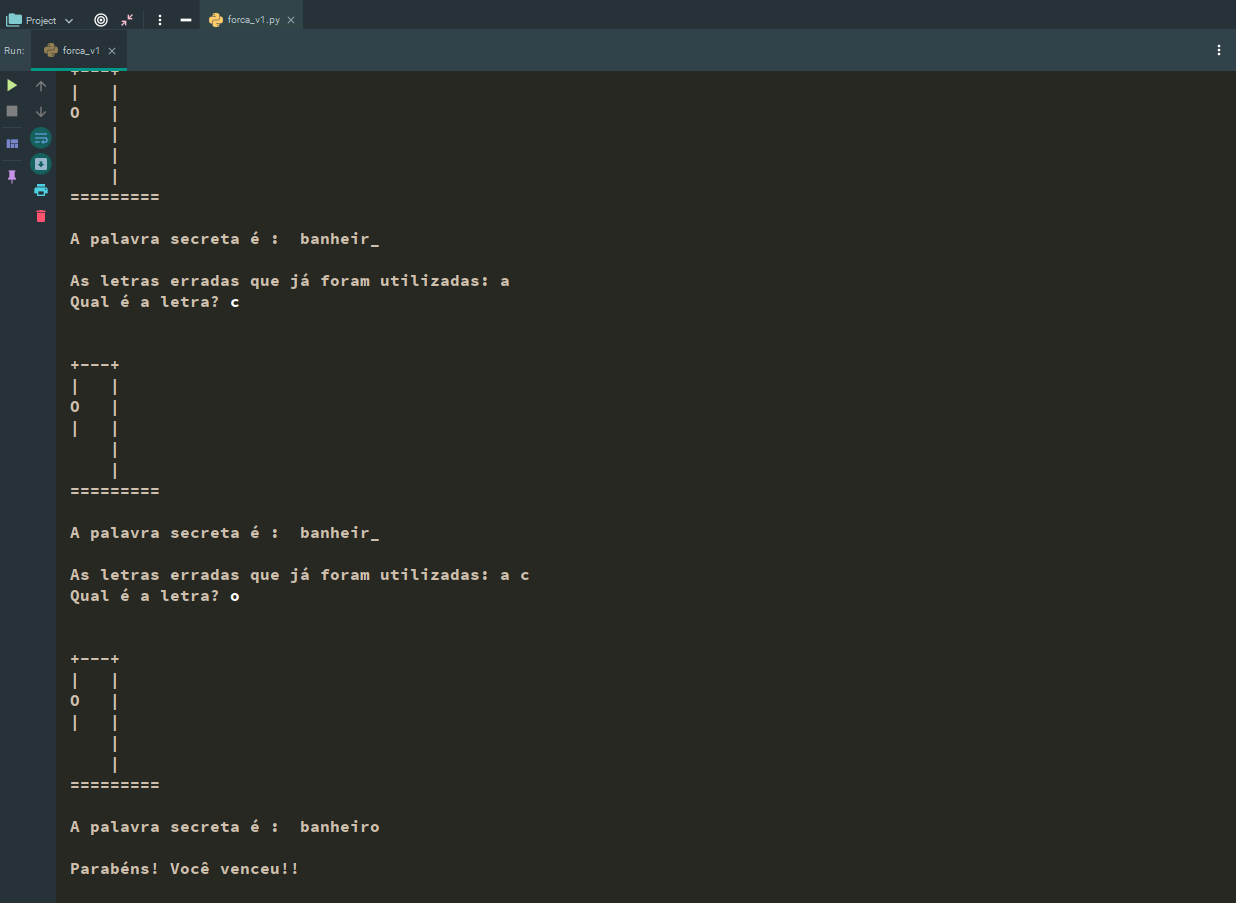 Project
forca_v1.py
Run:
forca_v1
+---+
|   |
O   |
    |
    |
    |
=========
A palavra secreta é :  banheir_
As letras erradas que já foram utilizadas: a
Qual é a letra? c
+---+
|   |
O   |
|   |
    |
    |
=========
A palavra secreta é :  banheir_
As letras erradas que já foram utilizadas: a c
Qual é a letra? o
+---+
|   |
O   |
|   |
    |
    |
=========
A palavra secreta é :  banheiro
Parabéns! Você venceu!!